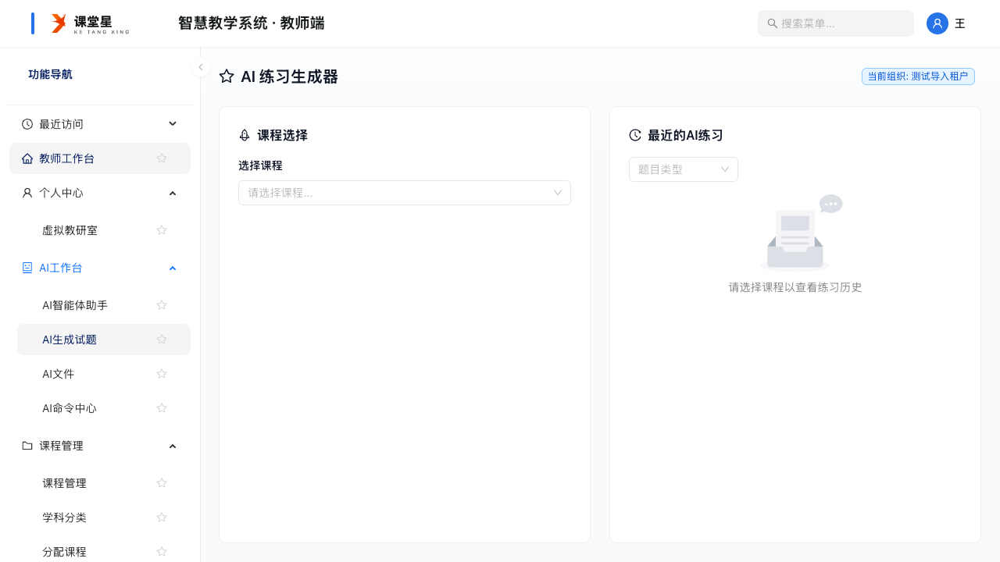 课堂星
KE TANG XING
智慧教学系统 · 教师端
搜索菜单...
王
功能导航
最近访问
教师工作台
个人中心
虚拟教研室
AI工作台
AI智能体助手
AI生成试题
AI文件
AI命令中心
课程管理
课程管理
学科分类
分配课程
AI 练习生成器
当前组织: 测试导入租户
课程选择
选择课程
请选择课程...
最近的AI练习
题目类型
请选择课程以查看练习历史